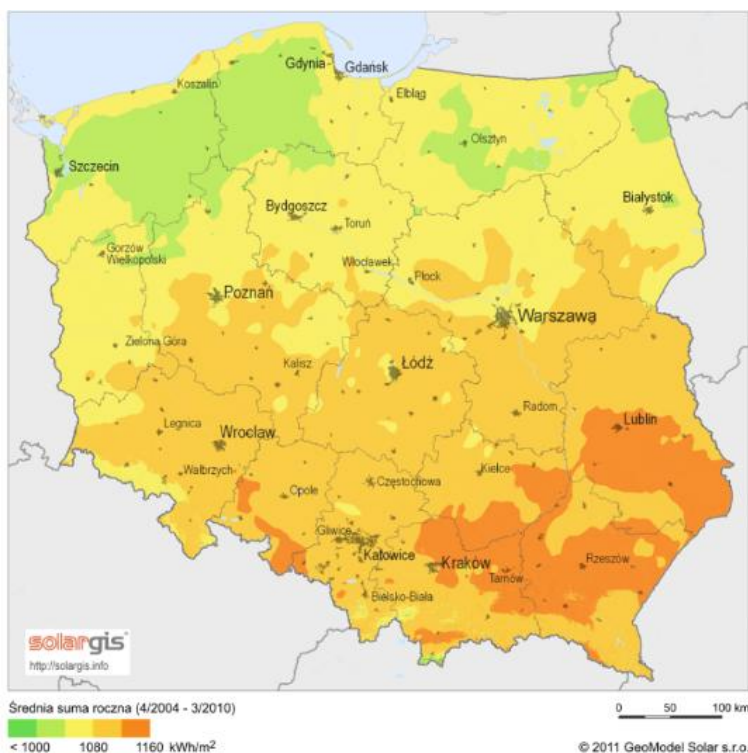 Gdynia
Gdańsk
Koszalin
Elbląg
Olsztyn
Szczecin
Białystok
Bydgoszcz
Toruń
Gorzów
Wielkopolski
Włocławek
Płock
Poznań
Warszawa
Zielona Góra
Kalisz
Łódź
Radom
Lublin
Legnica
Wrocław
Wałbrzych
Kielce
Częstochowa
Opole
Gliwice
Katowice
Kraków
Tarnów
Rzeszów
Bielsko-Biała
solargis
http://solargis.info
Średnia suma roczna (4/2004 - 3/2010)
0 50 100 km
< 1000 1080 1160 kWh/m²
© 2011 GeoModel Solar s.r.o.